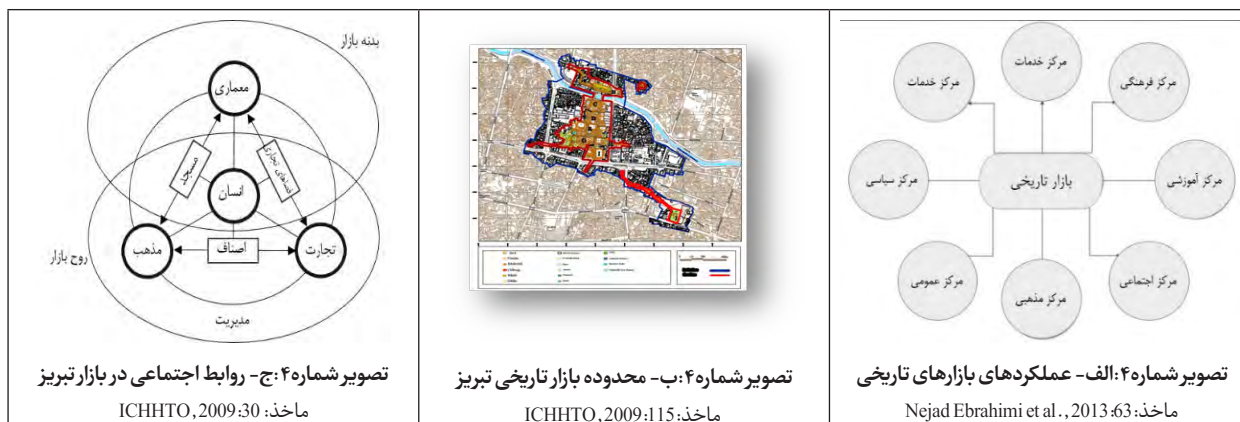 مرکز خدمات
مرکز خدمات
مرکز فرهنگی
مرکز سیاسی
بازار تاریخی
مرکز آموزشی
مرکز عمومی
مرکز مذهبی
مرکز اجتماعی
تصویر شماره۴:الف- عملکردهای بازارهای تاریخی
ماخذ:Nejad Ebrahimi et al., 2013:63
تصویر شماره۴:ب- محدوده بازار تاریخی تبریز
ماخذ:ICHHTO, 2009:115
بدنه بازار
معماری
مسجد
فضاهای تجاری
انسان
مذهب
اصناف
تجارت
روح بازار
مدیریت
تصویر شماره۴:ج- روابط اجتماعی در بازار تبریز
ماخذ: ICHHTO, 2009:30